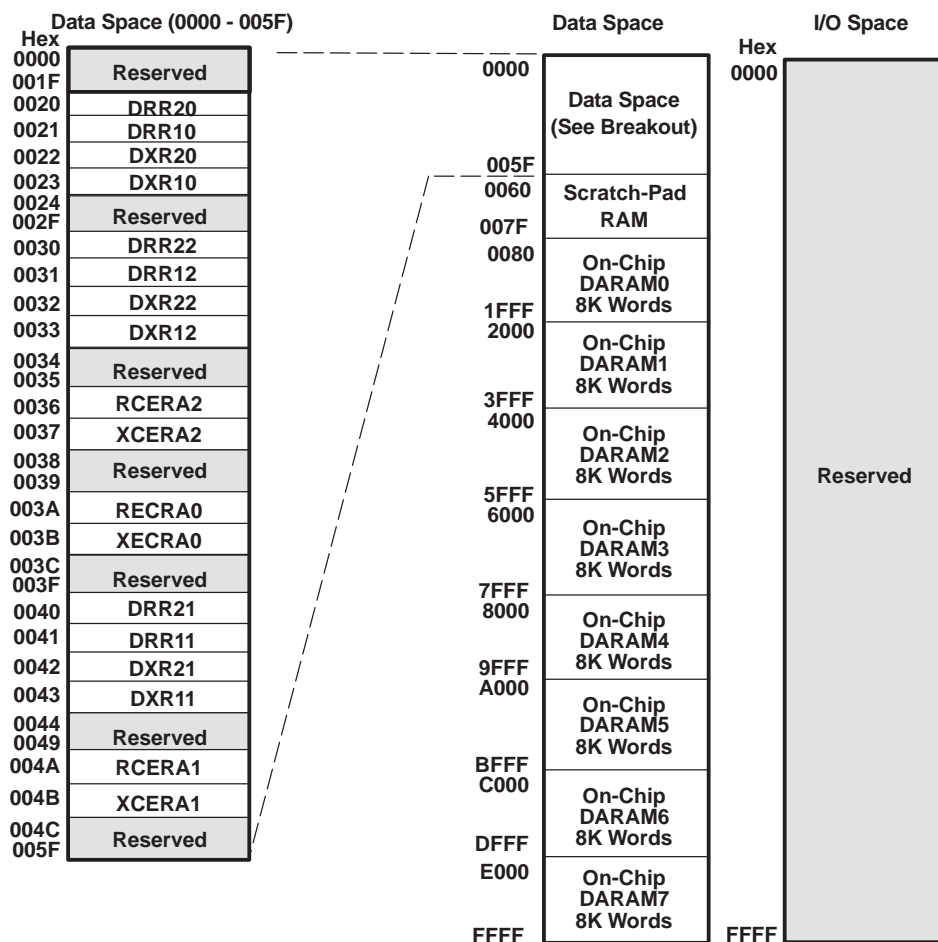 Data Space (0000 - 005F)
Hex
0000
001F
Reserved
0020
DRR20
0021
DRR10
0022
DXR20
0023
DXR10
0024
002F
Reserved
0030
DRR22
0031
DRR12
0032
DXR22
0033
DXR12
0034
0035
Reserved
0036
RCERA2
0037
XCERA2
0038
0039
Reserved
003A
RECRA0
003B
XECRA0
003C
003F
Reserved
0040
DRR21
0041
DRR11
0042
DXR21
0043
DXR11
0044
0049
Reserved
004A
RCERA1
004B
XCERA1
004C
005F
Reserved
Data Space
0000
Data Space
(See Breakout)
005F
0060
Scratch-Pad
RAM
007F
0080
On-Chip
DARAM0
8K Words
1FFF
2000
On-Chip
DARAM1
8K Words
3FFF
4000
On-Chip
DARAM2
8K Words
5FFF
6000
On-Chip
DARAM3
8K Words
7FFF
8000
On-Chip
DARAM4
8K Words
9FFF
A000
On-Chip
DARAM5
8K Words
BFFF
C000
On-Chip
DARAM6
8K Words
DFFF
E000
On-Chip
DARAM7
8K Words
FFFF
I/O Space
Hex
0000
Reserved
FFFF